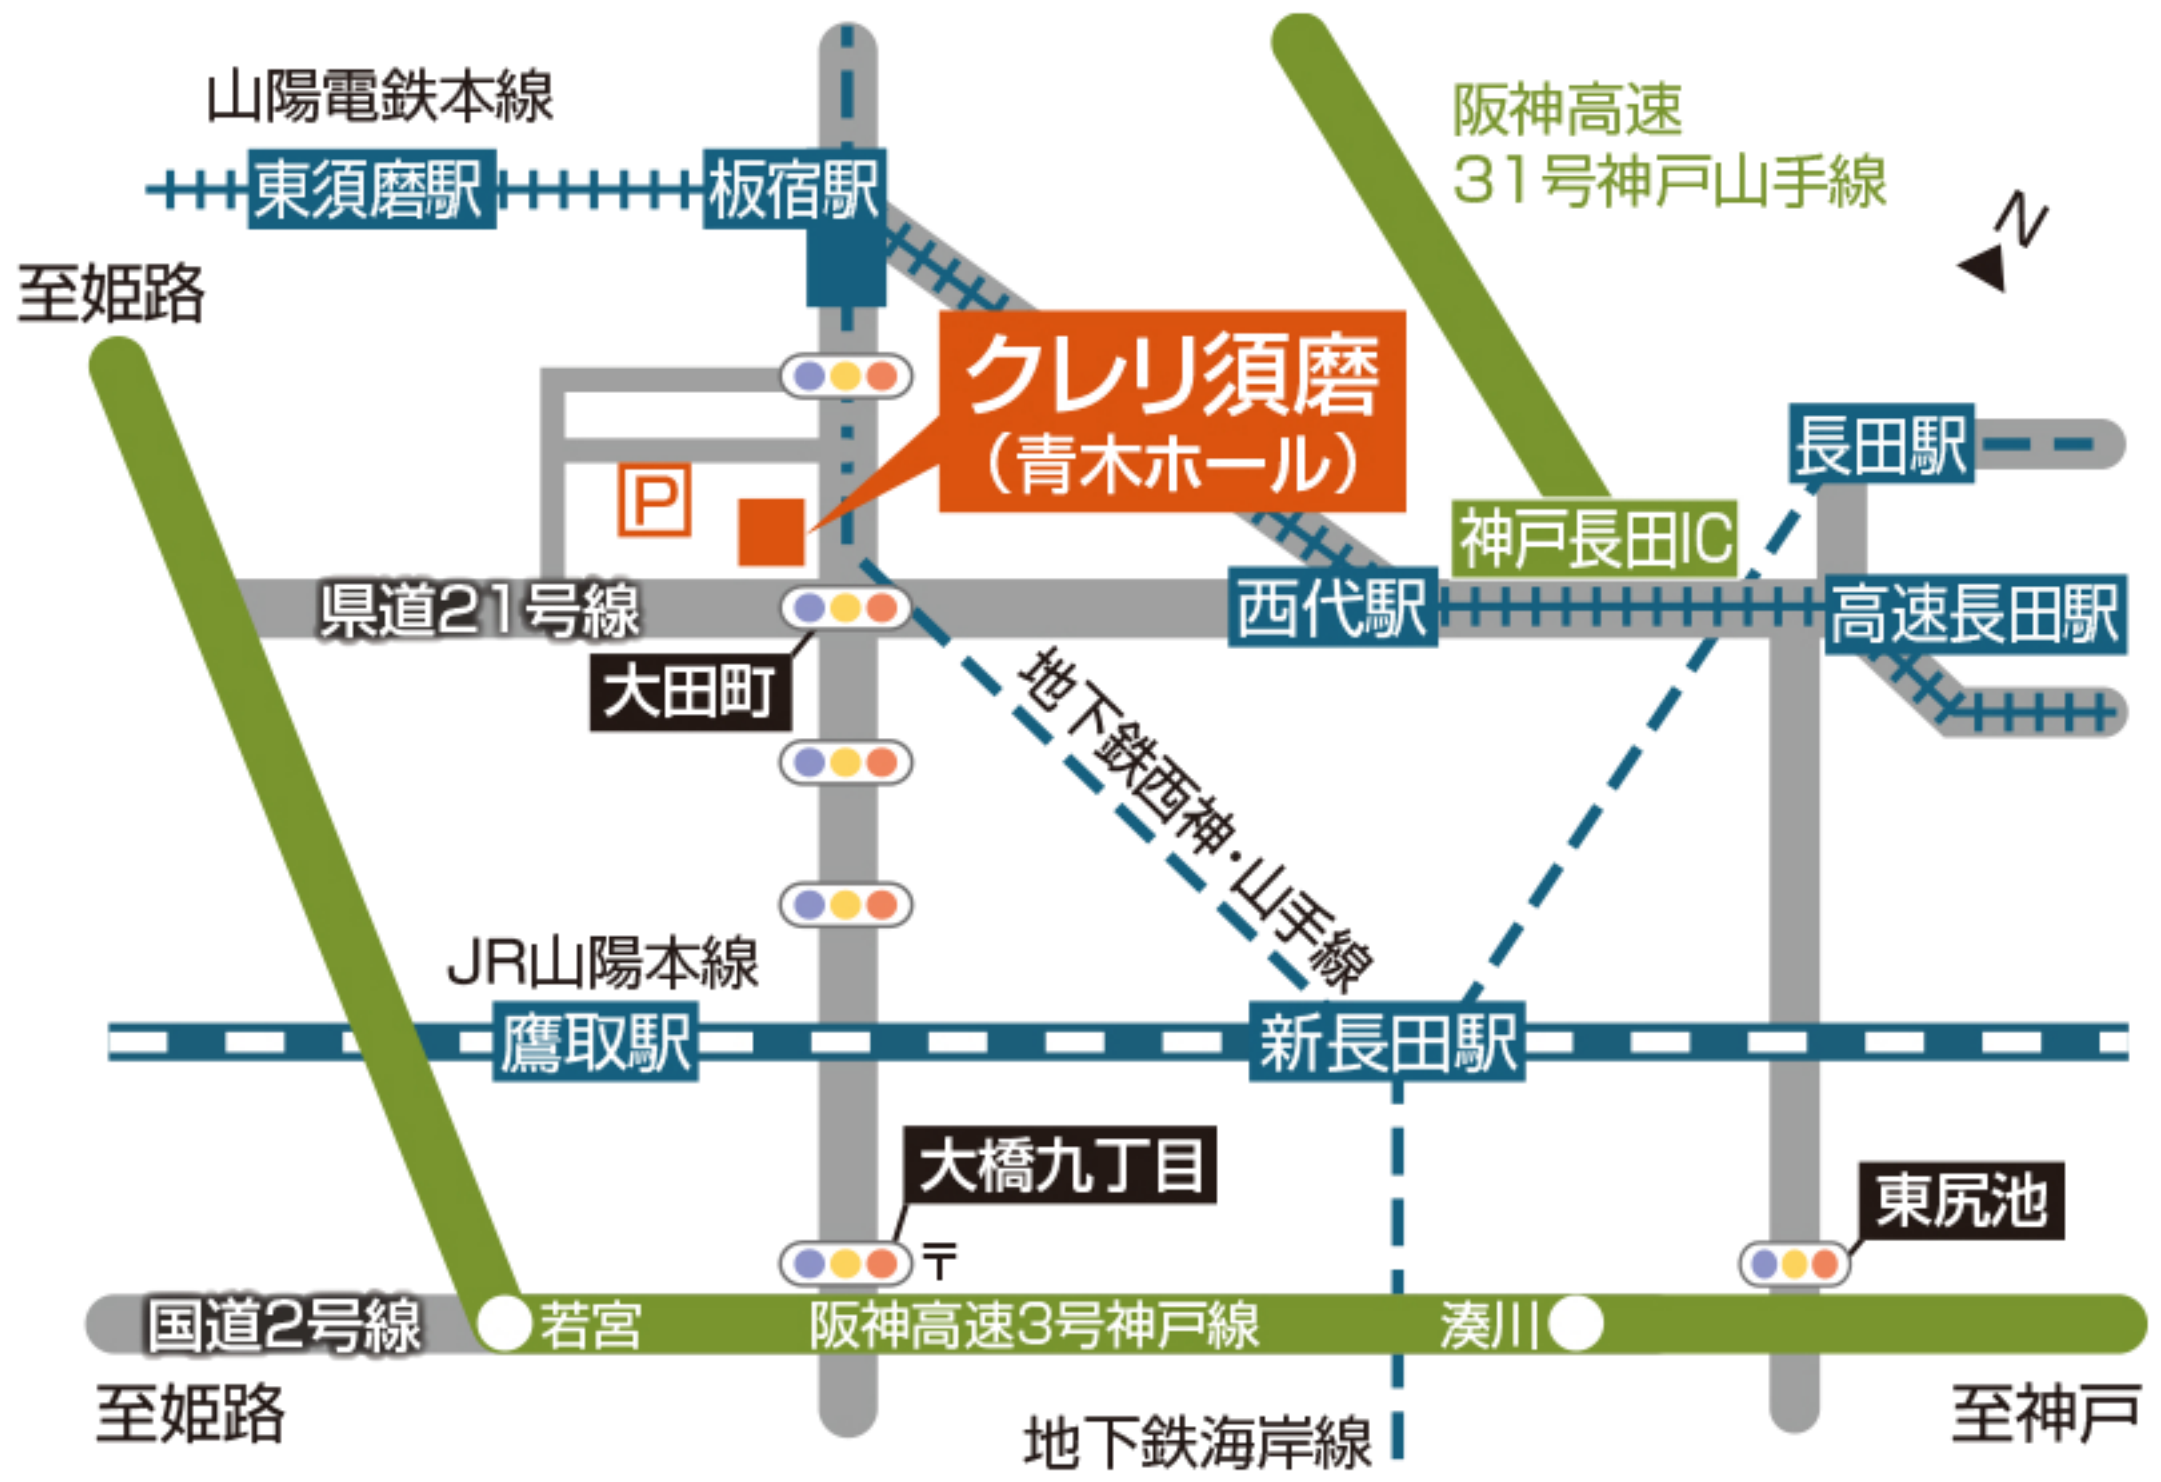 山陽電鉄本線
阪神高速
31号神戸山手線
東須磨駅
板宿駅
N
至姫路
クレリ須磨
（青木ホール）
長田駅
P
神戸長田IC
県道21号線
西代駅
高速長田駅
大田町
地下鉄西神・山手線
JR山陽本線
鷹取駅
新長田駅
大橋九丁目
東尻池
〒
国道2号線
若宮
阪神高速3号神戸線
湊川
至姫路
至神戸
地下鉄海岸線